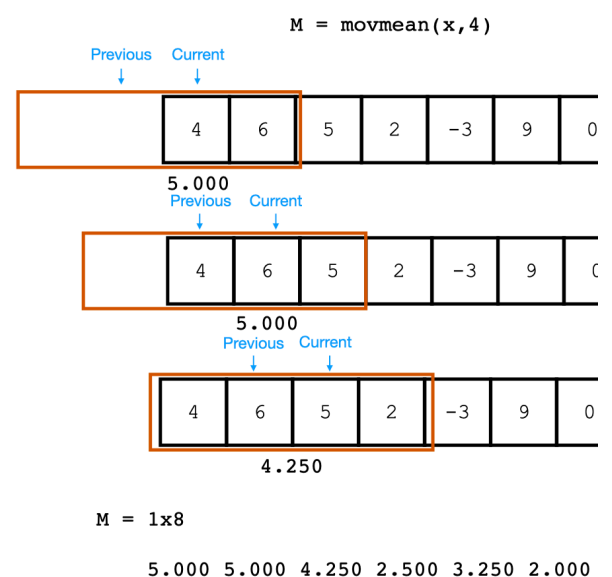 M = movmean(x,4)
Previous Current
4 6 5 2 -3 9 0
5.000
Previous Current
4 6 5 2 -3 9 0
5.000
Previous Current
4 6 5 2 -3 9 0
4.250
M = 1x8
5.000 5.000 4.250 2.500 3.250 2.000